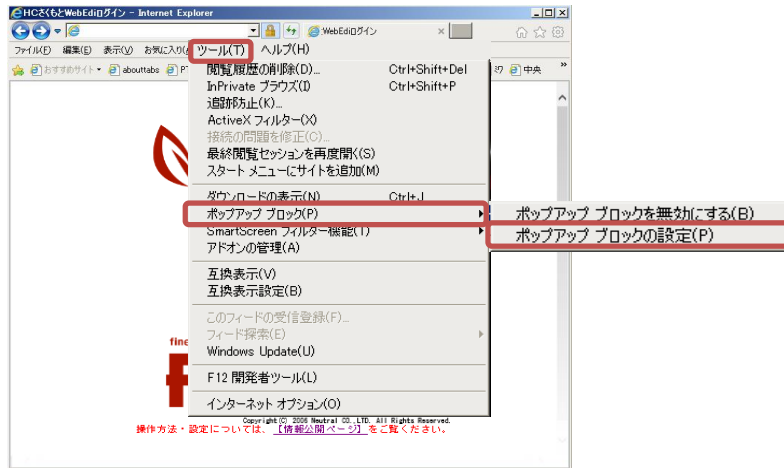 HCさくもとWebEdiログイン - Internet Explorer
WebEdiログイン
ファイル(F) 編集(E) 表示(V) お気に入り(A ツール(T) ヘルプ(H)
おすすめサイト abouttabs 中央
閲覧履歴の削除(D)... Ctrl+Shift+Del
InPrivate ブラウズ(I) Ctrl+Shift+P
追跡防止(K)...
ActiveX フィルター(X)
接続の問題を修正(C)...
最終閲覧セッションを再度開く(S)
スタート メニューにサイトを追加(M)
ダウンロードの表示(N) Ctrl+J
ポップアップ ブロック(P)
ポップアップ ブロックを無効にする(B)
ポップアップ ブロックの設定(P)
SmartScreen フィルター機能(T)
アドオンの管理(A)
互換表示(V)
互換表示設定(B)
このフィードの受信登録(F)...
フィード探索(E)
Windows Update(U)
fine
F12 開発者ツール(L)
インターネット オプション(O)
Copyright(C) 2005 Neutral CO.,LTD. All Rights Reserved.
操作方法・設定については、【情報公開ページ】をご覧ください。